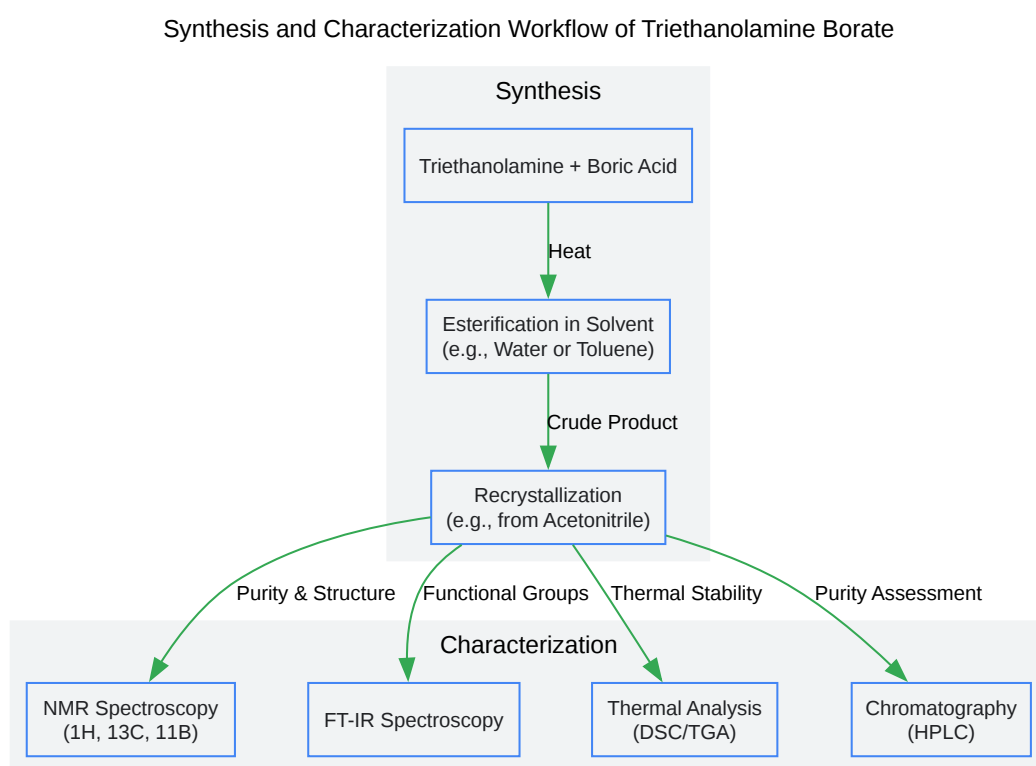 Synthesis and Characterization Workflow of Triethanolamine Borate
Synthesis
Triethanolamine + Boric Acid
Heat
Esterification in Solvent
(e.g., Water or Toluene)
Crude Product
Recrystallization
(e.g., from Acetonitrile)
Purity & Structure
Functional Groups
Thermal Stability
Purity Assessment
Characterization
NMR Spectroscopy
(1H, 13C, 11B)
FT-IR Spectroscopy
Thermal Analysis
(DSC/TGA)
Chromatography
(HPLC)